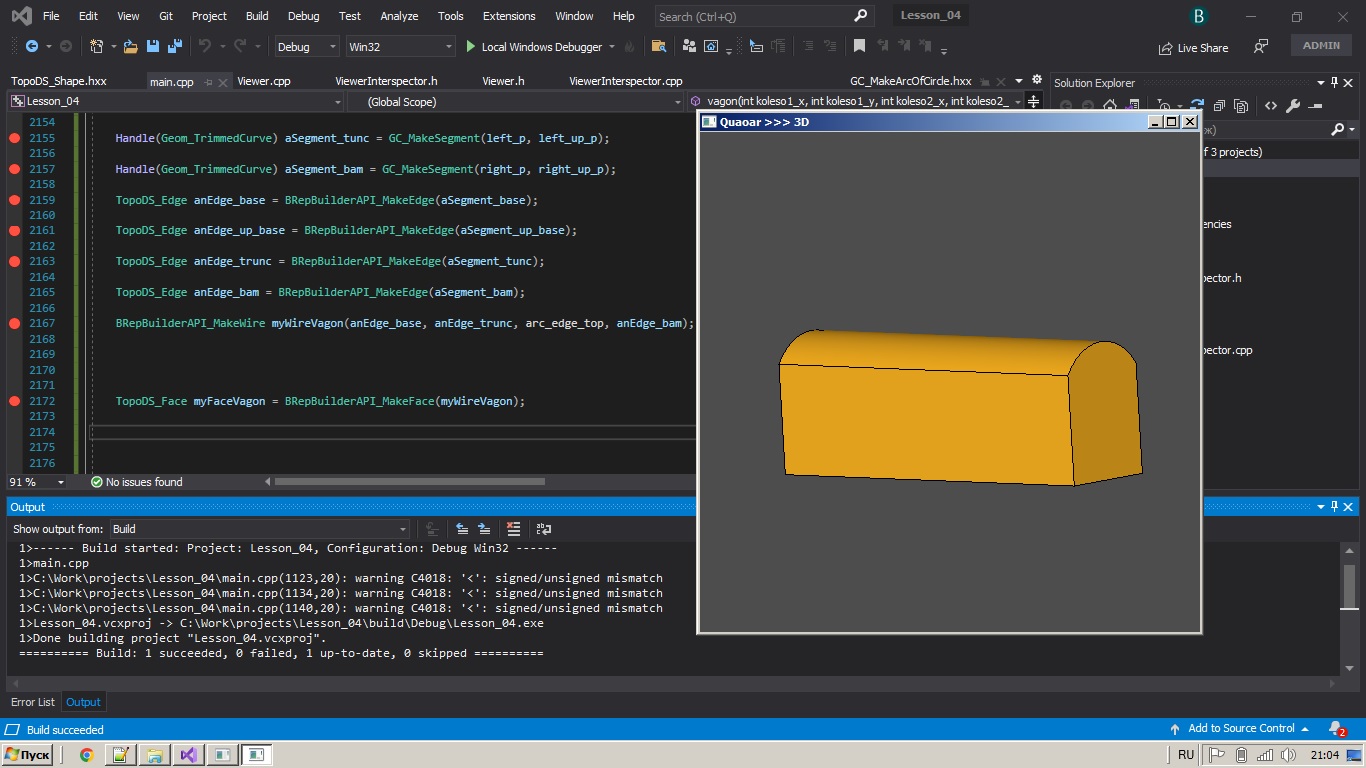 File Edit View Git Project Build Debug Test Analyze Tools Extensions Window Help Search (Ctrl+Q) Lesson_04 B
Debug Win32 Local Windows Debugger Live Share ADMIN
TopoDS_Shape.hxx main.cpp Viewer.cpp ViewerInterspector.h Viewer.h ViewerInterspector.cpp GC_MakeArcOfCircle.hxx Solution Explorer
Lesson_04 (Global Scope) vagon(int koleso1_x, int koleso1_y, int koleso2_x, int koleso2_
2154
2155 Handle(Geom_TrimmedCurve) aSegment_tunc = GC_MakeSegment(left_p, left_up_p);
2156
2157 Handle(Geom_TrimmedCurve) aSegment_bam = GC_MakeSegment(right_p, right_up_p);
2158
2159 TopoDS_Edge anEdge_base = BRepBuilderAPI_MakeEdge(aSegment_base);
2160
2161 TopoDS_Edge anEdge_up_base = BRepBuilderAPI_MakeEdge(aSegment_up_base);
2162
2163 TopoDS_Edge anEdge_trunc = BRepBuilderAPI_MakeEdge(aSegment_tunc);
2164
2165 TopoDS_Edge anEdge_bam = BRepBuilderAPI_MakeEdge(aSegment_bam);
2166
2167 BRepBuilderAPI_MakeWire myWireVagon(anEdge_base, anEdge_trunc, arc_edge_top, anEdge_bam);
2168
2169
2170
2171
2172 TopoDS_Face myFaceVagon = BRepBuilderAPI_MakeFace(myWireVagon);
2173
2174
2175
2176
Quaoar >>> 3D
ж)
f 3 projects)
encies
pector.h
pector.cpp
91 % No issues found
Output
Show output from: Build
1>------ Build started: Project: Lesson_04, Configuration: Debug Win32 ------
1>main.cpp
1>C:\Work\projects\Lesson_04\main.cpp(1123,20): warning C4018: '<': signed/unsigned mismatch
1>C:\Work\projects\Lesson_04\main.cpp(1134,20): warning C4018: '<': signed/unsigned mismatch
1>C:\Work\projects\Lesson_04\main.cpp(1140,20): warning C4018: '<': signed/unsigned mismatch
1>Lesson_04.vcxproj -> C:\Work\projects\Lesson_04\build\Debug\Lesson_04.exe
1>Done building project "Lesson_04.vcxproj".
========== Build: 1 succeeded, 0 failed, 1 up-to-date, 0 skipped ==========
Error List Output
Build succeeded Add to Source Control 2
Пуск RU 21:04